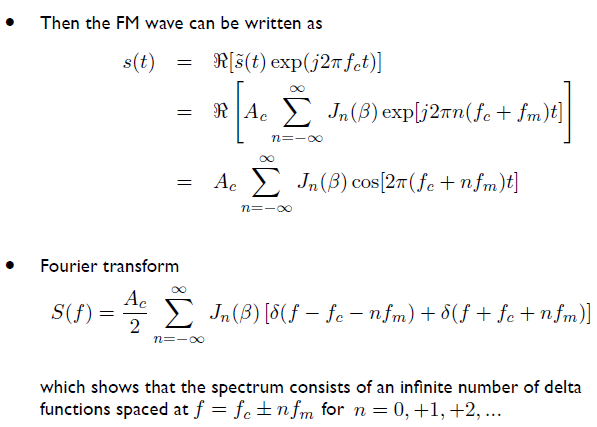 • Then the FM wave can be written as
s(t) = ℜ[s̃(t) exp(j2πf_ct)]
= ℜ [A_c ∑_{n=−∞}^{∞} J_n(β) exp[j2πn(f_c + f_m)t]]
= A_c ∑_{n=−∞}^{∞} J_n(β) cos[2π(f_c + nf_m)t]
• Fourier transform
S(f) = A_c/2 ∑_{n=−∞}^{∞} J_n(β) [δ(f − f_c − nf_m) + δ(f + f_c + nf_m)]
which shows that the spectrum consists of an infinite number of delta
functions spaced at f = f_c ± nf_m for n = 0, +1, +2, ...